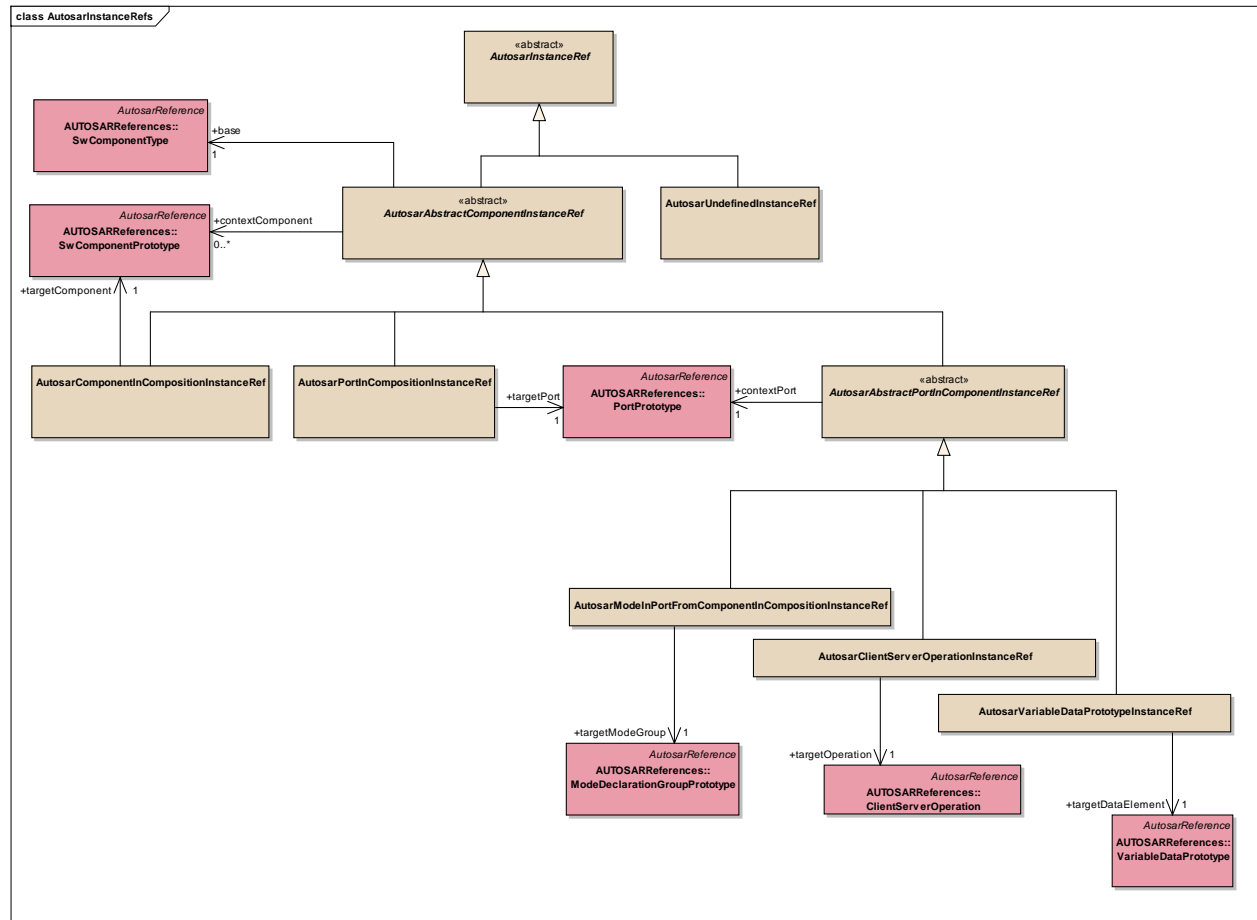 class AutosarInstanceRefs
«abstract»
AutosarInstanceRef
AutosarReference
AUTOSARReferences::
SwComponentType
+base
1
«abstract»
AutosarAbstractComponentInstanceRef
AutosarUndefinedInstanceRef
AutosarReference
AUTOSARReferences::
SwComponentPrototype
+contextComponent
0..*
+targetComponent
1
AutosarComponentInCompositionInstanceRef
AutosarPortInCompositionInstanceRef
+targetPort
1
AutosarReference
AUTOSARReferences::
PortPrototype
+contextPort
1
«abstract»
AutosarAbstractPortInComponentInstanceRef
AutosarModeInPortFromComponentInCompositionInstanceRef
AutosarClientServerOperationInstanceRef
AutosarVariableDataPrototypeInstanceRef
+targetModeGroup
1
AutosarReference
AUTOSARReferences::
ModeDeclarationGroupPrototype
+targetOperation
1
AutosarReference
AUTOSARReferences::
ClientServerOperation
+targetDataElement
1
AutosarReference
AUTOSARReferences::
VariableDataPrototype